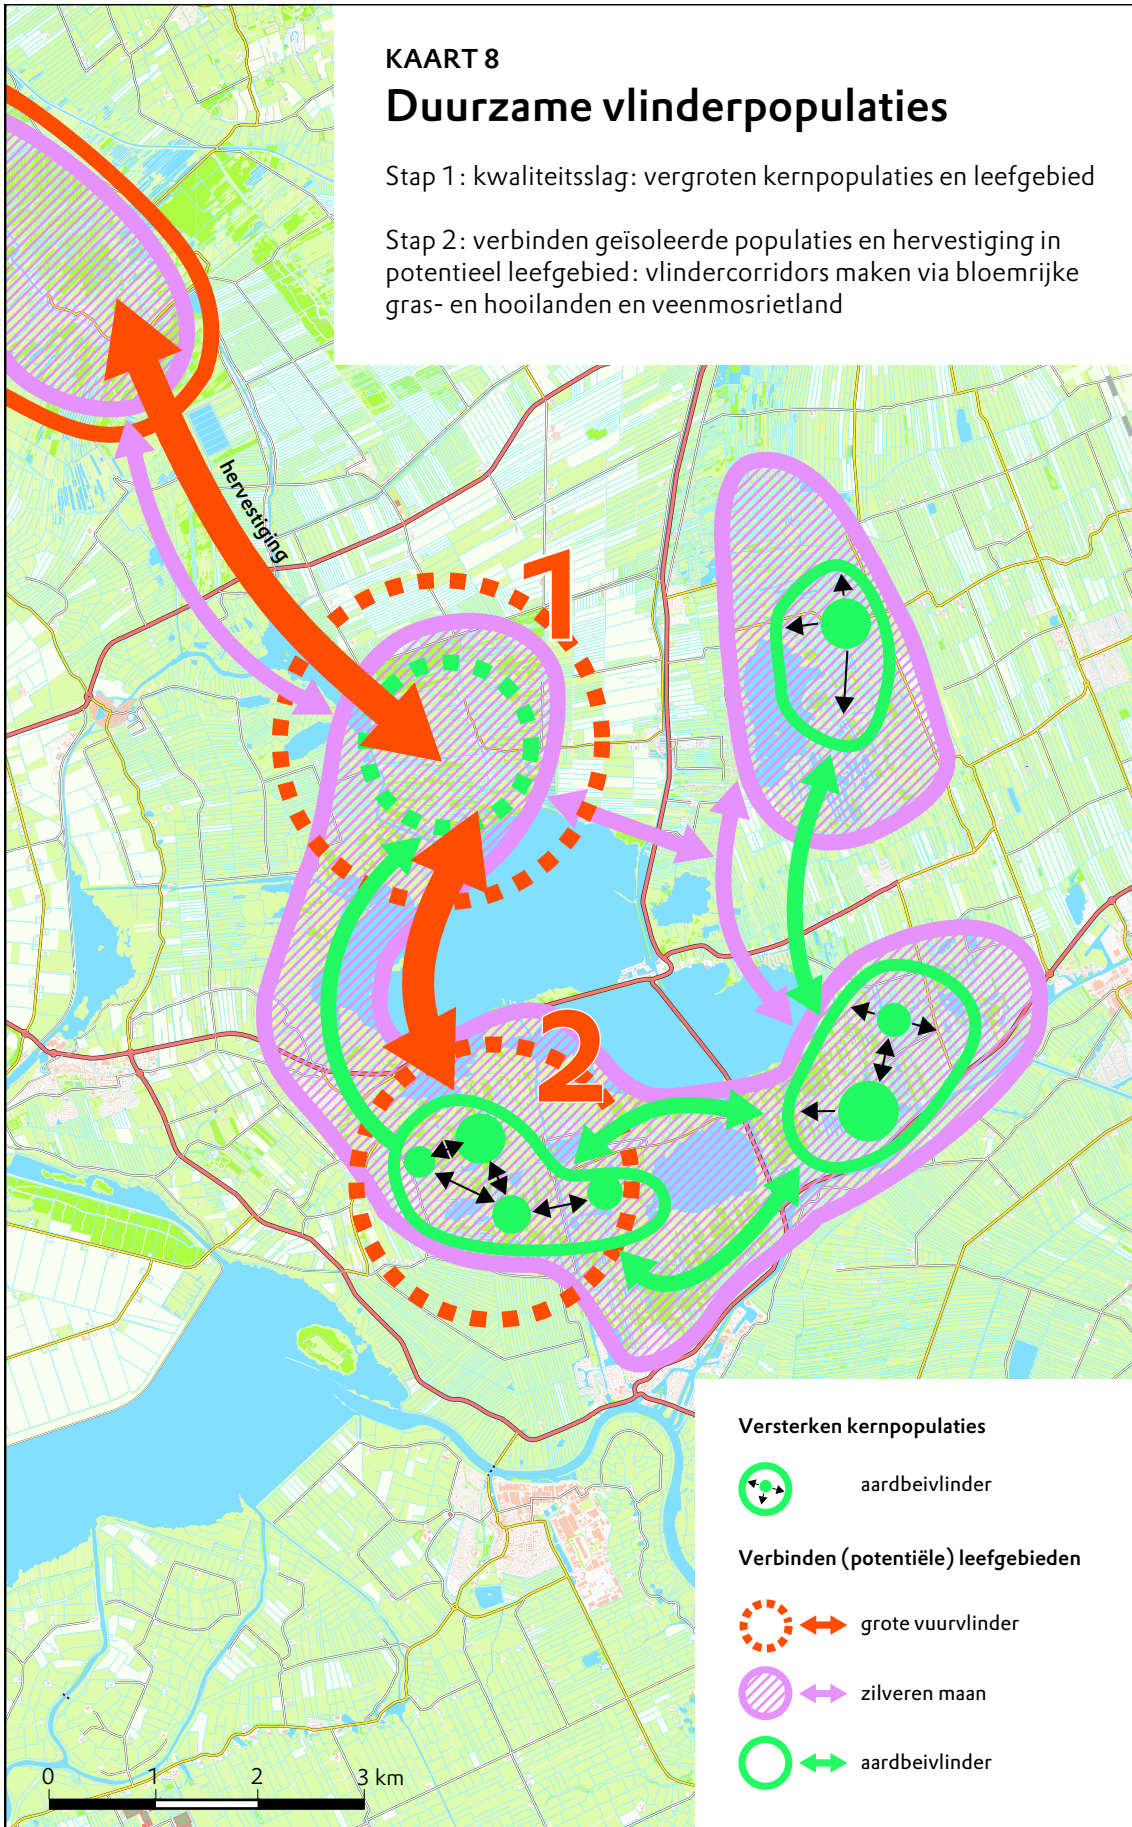 KAART 8
Duurzame vlinderpopulaties
Stap 1: kwaliteitsslag: vergroten kernpopulaties en leefgebied
Stap 2: verbinden geïsoleerde populaties en hervestiging in
potentieel leefgebied: vlindercorridors maken via bloemrijke
gras- en hooilanden en veenmosrietland
hervestiging
1
2
Versterken kernpopulaties
aardbeivlinder
Verbinden (potentiële) leefgebieden
grote vuurvlinder
zilveren maan
aardbeivlinder
0 1 2 3 km